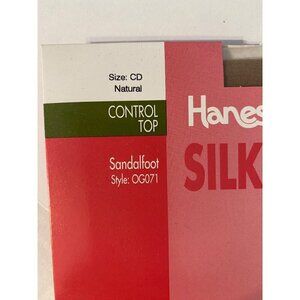 Size: CD
Natural
CONTROL
TOP
Hanes
Sandalfoot
Style: OG071
SILK